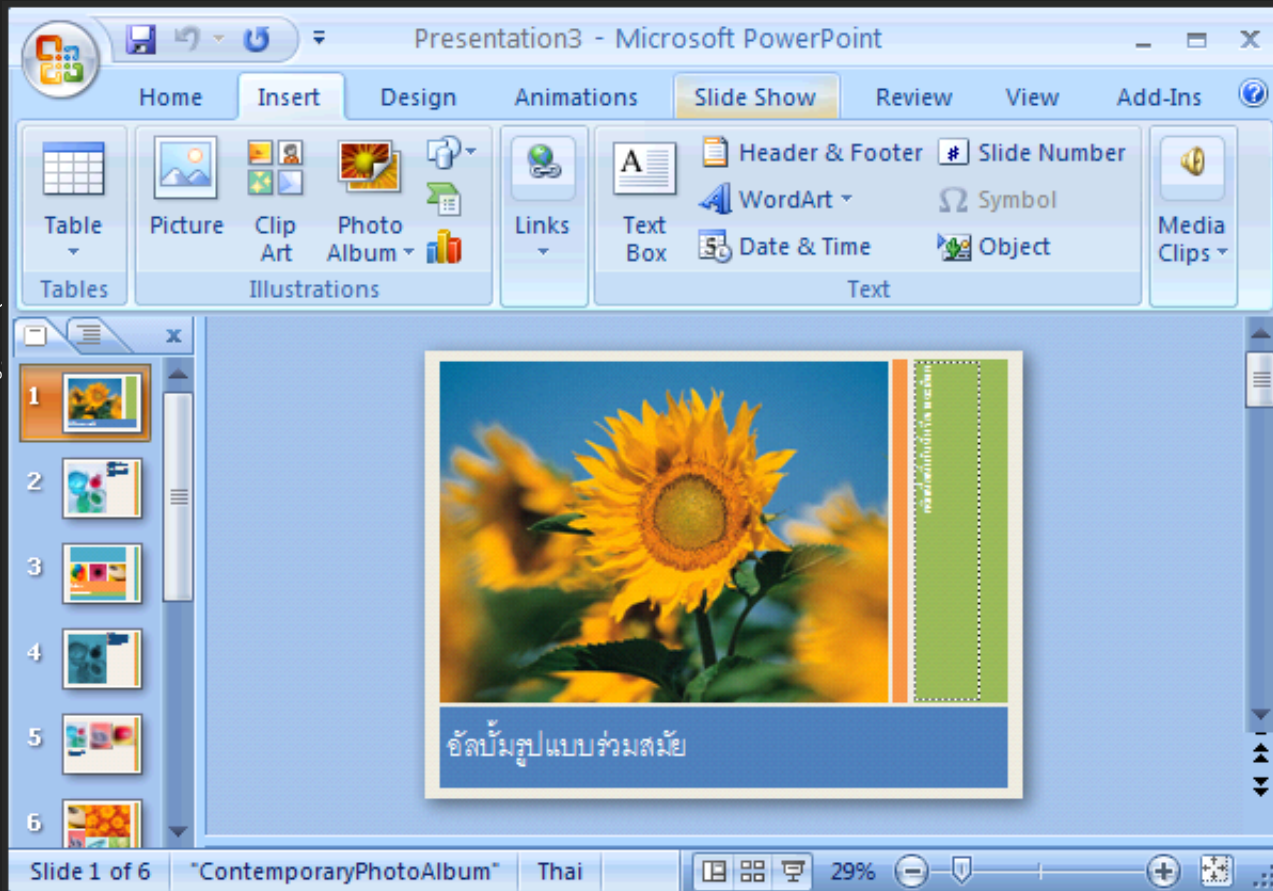 Presentation3 - Microsoft PowerPoint
Home Insert Design Animations Slide Show Review View Add-Ins
Table
Picture
Clip Art
Photo Album
Links
Text Box
Header & Footer
WordArt
Date & Time
# Slide Number
Symbol
Object
Media Clips
Tables Illustrations Text
1
2
3
4
5
6
อัลบั้มรูปแบบร่วมสมัย
Slide 1 of 6 "ContemporaryPhotoAlbum" Thai 29%